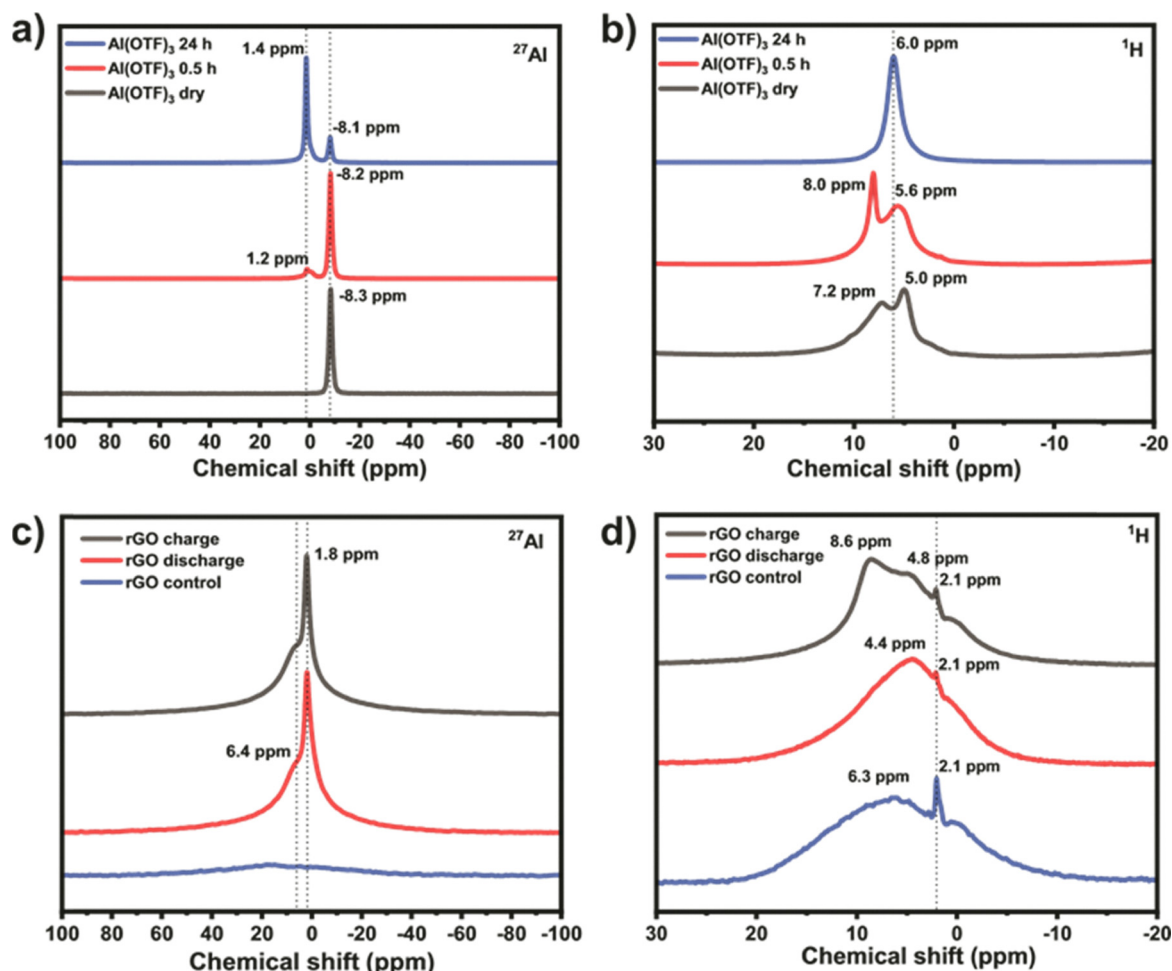 a)
Al(OTF)₃ 24 h
Al(OTF)₃ 0.5 h
Al(OTF)₃ dry
1.4 ppm
²⁷Al
-8.1 ppm
-8.2 ppm
1.2 ppm
-8.3 ppm
100 80 60 40 20 0 -20 -40 -60 -80 -100
Chemical shift (ppm)
b)
Al(OTF)₃ 24 h
Al(OTF)₃ 0.5 h
Al(OTF)₃ dry
6.0 ppm
¹H
8.0 ppm
5.6 ppm
7.2 ppm
5.0 ppm
30 20 10 0 -10 -20
Chemical shift (ppm)
c)
rGO charge
rGO discharge
rGO control
²⁷Al
1.8 ppm
6.4 ppm
100 80 60 40 20 0 -20 -40 -60 -80 -100
Chemical shift (ppm)
d)
rGO charge
rGO discharge
rGO control
¹H
8.6 ppm
4.8 ppm
2.1 ppm
4.4 ppm
2.1 ppm
6.3 ppm
2.1 ppm
30 20 10 0 -10 -20
Chemical shift (ppm)